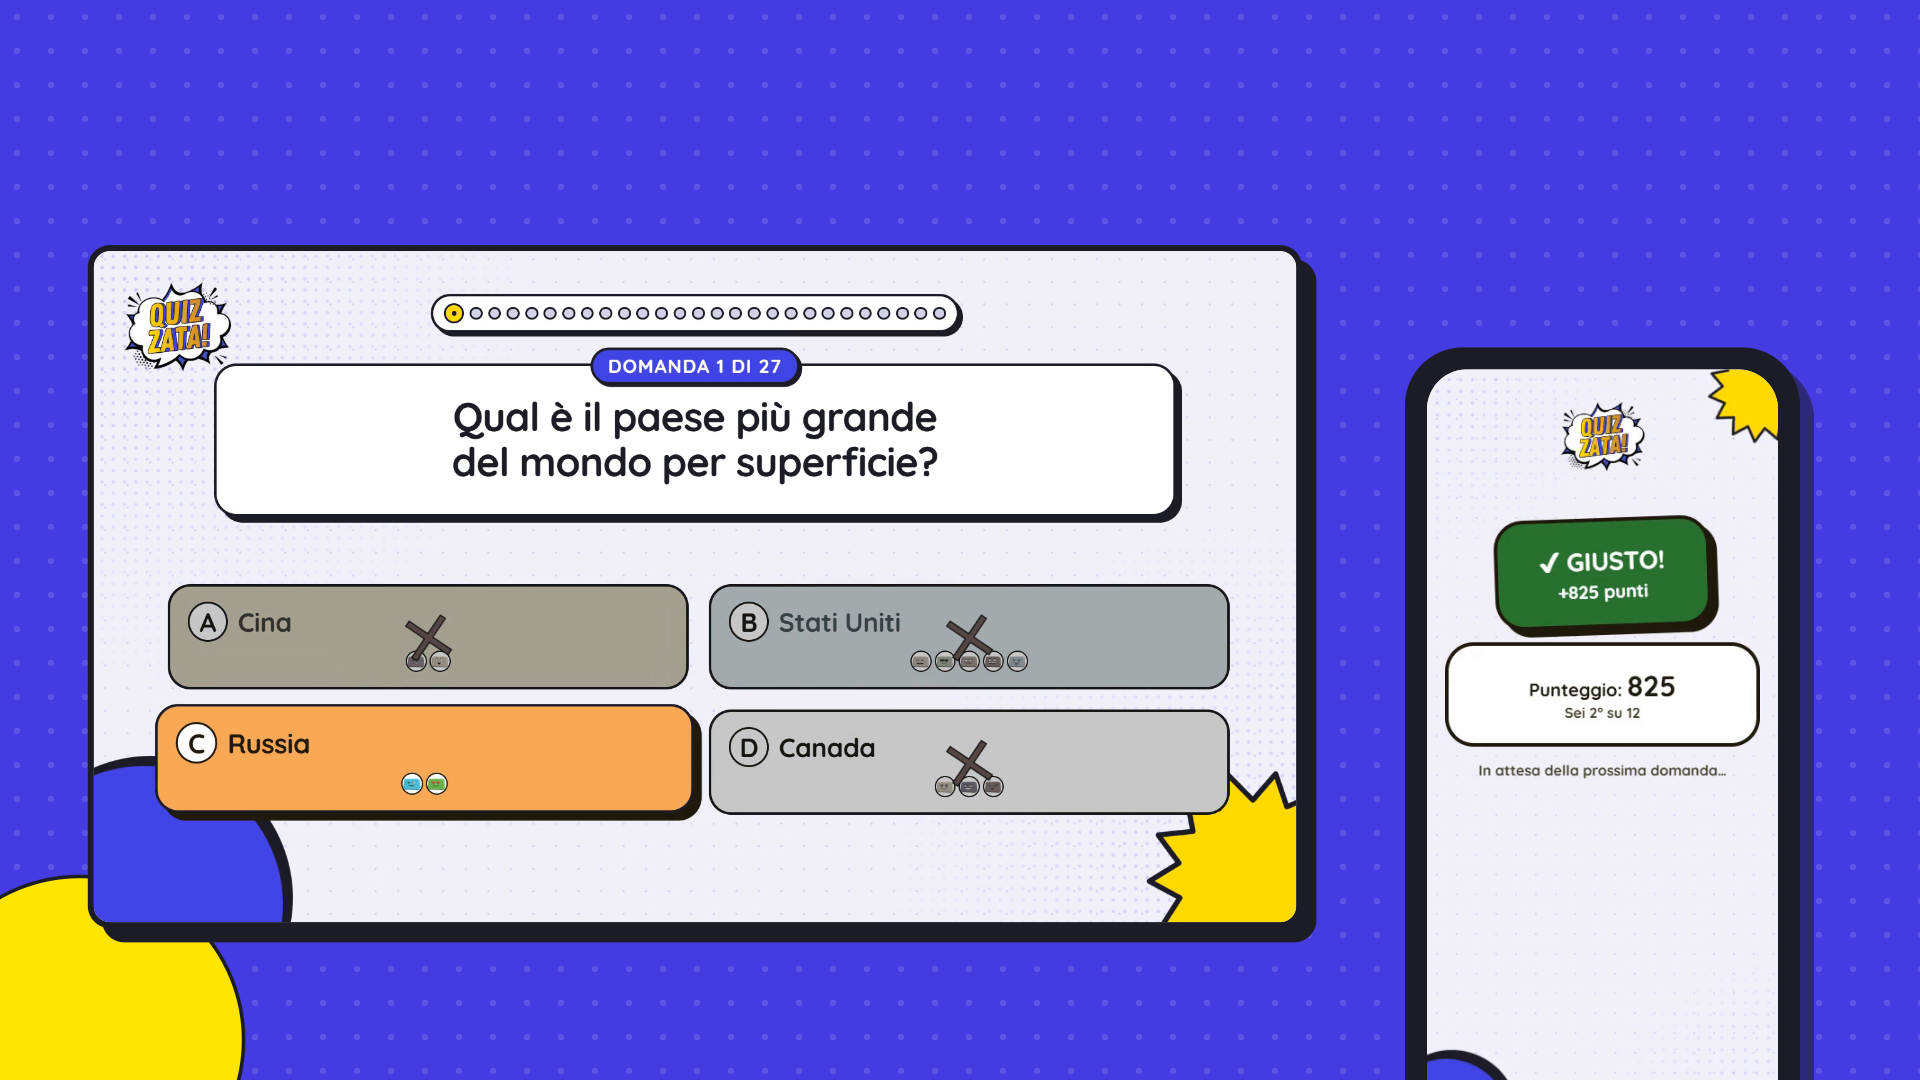 QUIZ
ZATA!
DOMANDA 1 DI 27
Qual è il paese più grande
del mondo per superficie?
A Cina
B Stati Uniti
C Russia
D Canada
QUIZ
ZATA!
✓ GIUSTO!
+825 punti
Punteggio: 825
Sei 2° su 12
In attesa della prossima domanda…